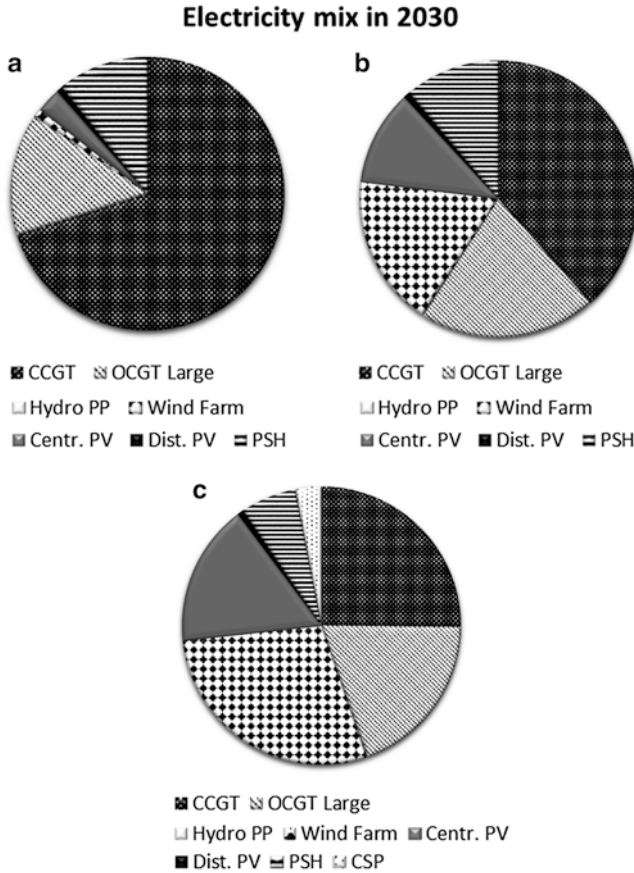 Electricity mix in 2030
a
b
CCGT OCGT Large
Hydro PP Wind Farm
Centr. PV Dist. PV PSH
CCGT OCGT Large
Hydro PP Wind Farm
Centr. PV Dist. PV PSH
c
CCGT OCGT Large
Hydro PP Wind Farm Centr. PV
Dist. PV PSH CSP